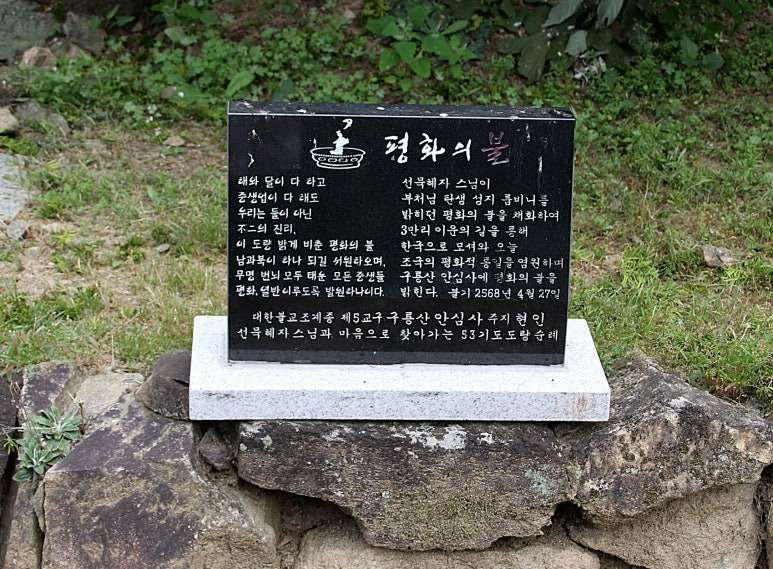 평화의 불
해와 달이 다 하고
중생업이 다 해도
우리는 둘이 아닌
不二의 진리.
이 도량 밝게 비춘 평화의 불
남과북이 하나 되길 서원하오며,
무명 번뇌 모두 태운 모든 중생들
평화, 열반 이루도록 발원하나이다.
선묵혜자 스님이
부처님 탄생 성지 룸비니를
밝히던 평화의 불을 채화하여
3만리 이운의 길을 통해
한국으로 모셔와 오늘
조국의 평화적 통일을 염원하며
구룡산 안심사에 평화의 불을
밝힌다. 불기 2568년 4월 27일
대한불교조계종 제5교구 구룡산 안심사 주지 현인
선묵혜자스님과 마음으로 찾아가는 53기도도량 순례